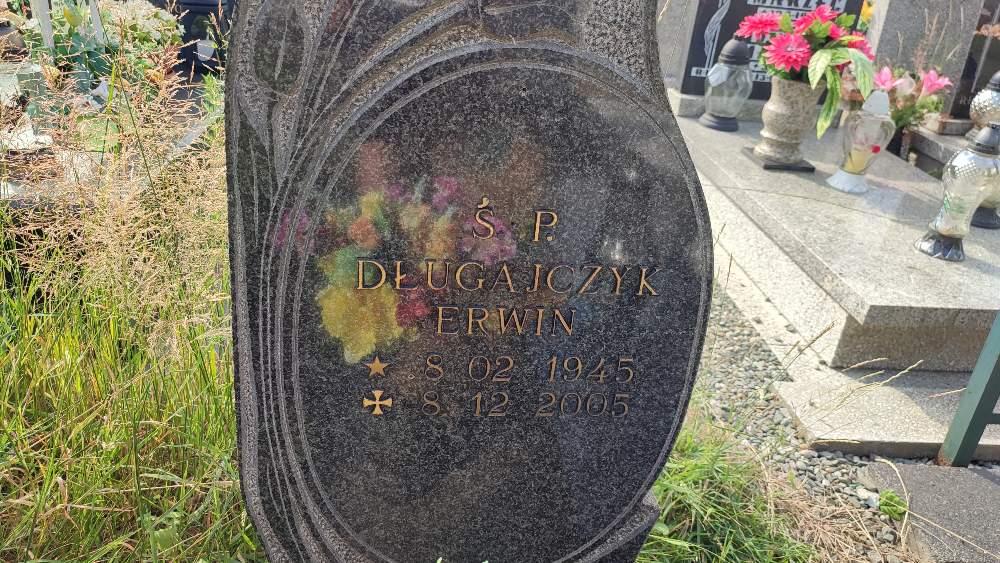 Ś. P.
DŁUGAJCZYK
ERWIN
8 02 1945
8 12 2005